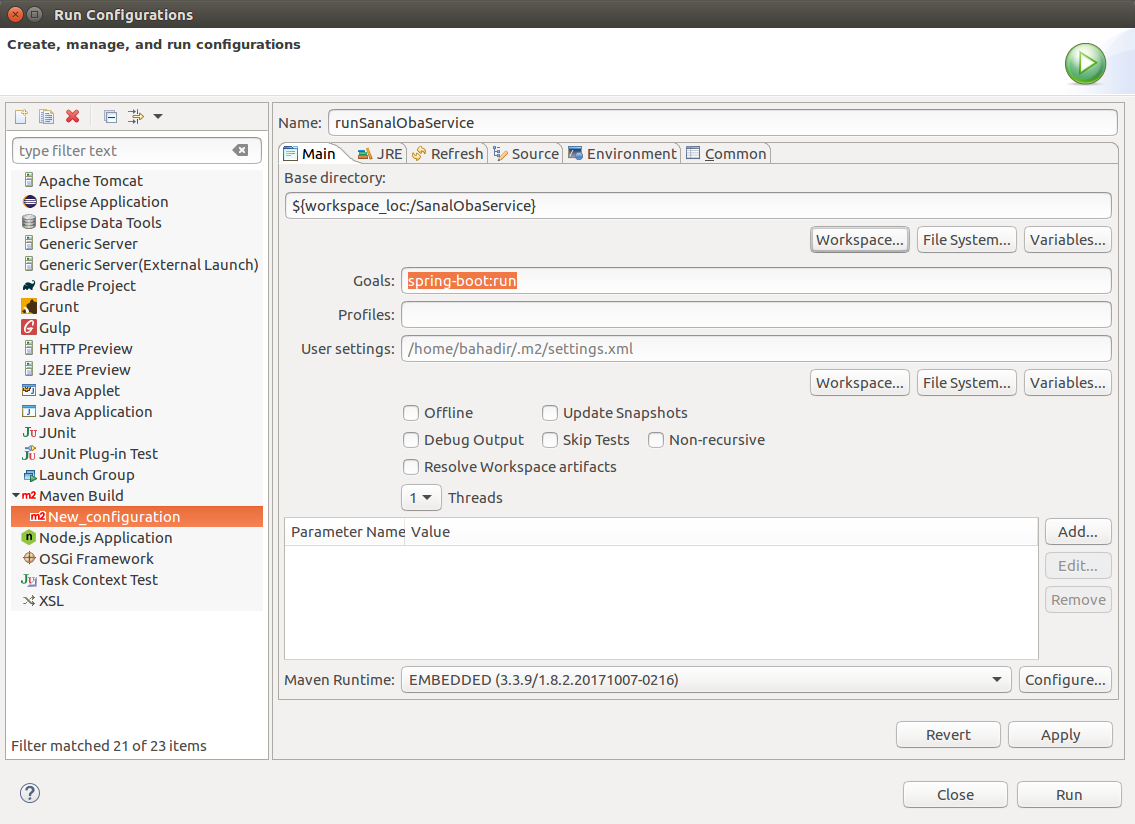 Run Configurations
Create, manage, and run configurations
type filter text
Apache Tomcat
Eclipse Application
Eclipse Data Tools
Generic Server
Generic Server(External Launch)
Gradle Project
Grunt
Gulp
HTTP Preview
J2EE Preview
Java Applet
Java Application
JUnit
JUnit Plug-in Test
Launch Group
m2 Maven Build
m2 New_configuration
Node.js Application
OSGi Framework
Task Context Test
XSL
Filter matched 21 of 23 items
Name: runSanalObaService
Main JRE Refresh Source Environment Common
Base directory:
${workspace_loc:/SanalObaService}
Workspace... File System... Variables...
Goals: spring-boot:run
Profiles:
User settings: /home/bahadir/.m2/settings.xml
Workspace... File System... Variables...
Offline Update Snapshots
Debug Output Skip Tests Non-recursive
Resolve Workspace artifacts
1 Threads
Parameter Name Value
Add...
Edit...
Remove
Maven Runtime: EMBEDDED (3.3.9/1.8.2.20171007-0216) Configure...
Revert Apply
? Close Run